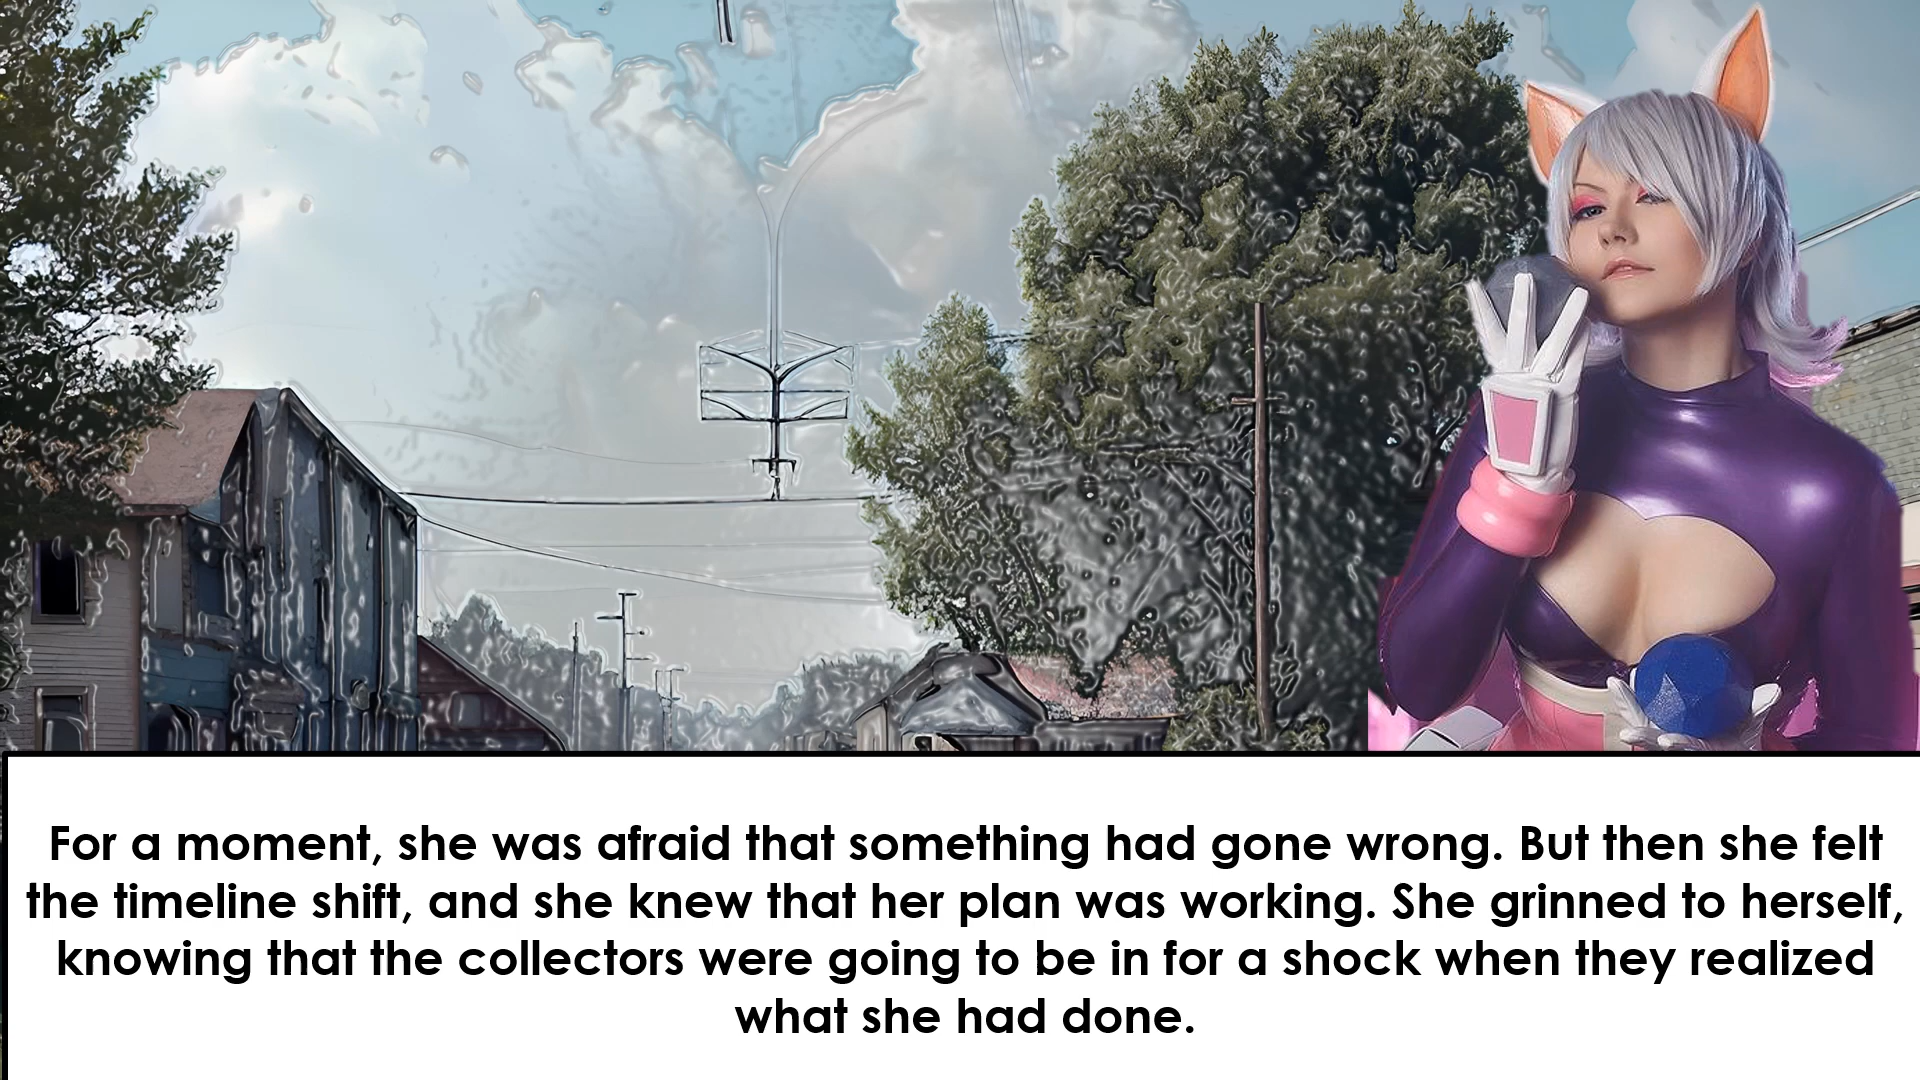 For a moment, she was afraid that something had gone wrong. But then she felt
the timeline shift, and she knew that her plan was working. She grinned to herself,
knowing that the collectors were going to be in for a shock when they realized
what she had done.